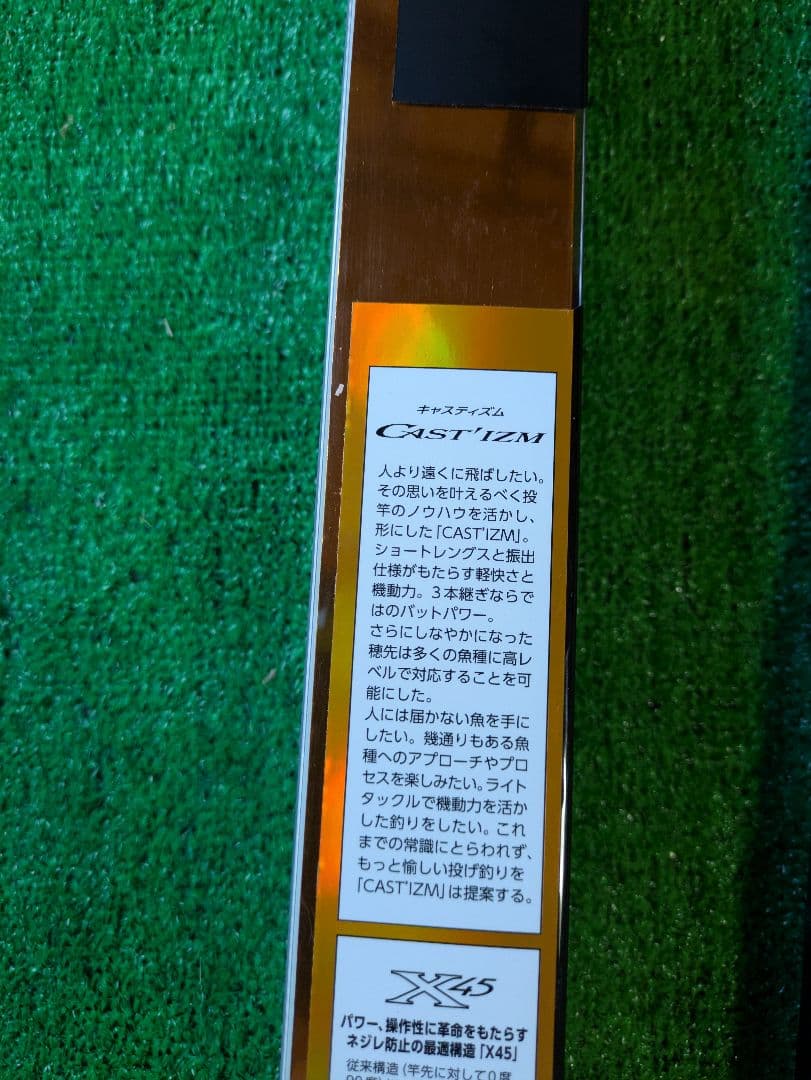 キャスティズム
CAST'IZM
人より遠くに飛ばしたい。
その思いを叶えるべく投
竿のノウハウを活かし、
形にした「CAST'IZM」。
ショートレングスと振出
仕様がもたらす軽快さと
機動力。3本継ぎならで
はのバットパワー。
さらにしなやかになった
穂先は多くの魚種に高レ
ベルで対応することを可
能にした。
人には届かない魚を手に
したい。幾通りもある魚
種へのアプローチやプロ
セスを楽しみたい。ライト
タックルで機動力を活か
した釣りをしたい。これ
までの常識にとらわれず、
もっと愉しい投げ釣りを
「CAST'IZM」は提案する。
X45
パワー、操作性に革命をもたらす
ネジレ防止の最適構造「X45」
従来構造(竿先に対して0度